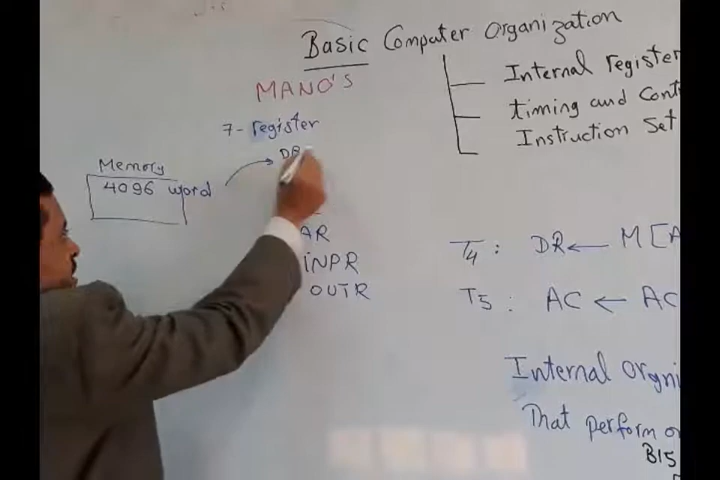 Basic Computer Organization
MANO'S
Internal register
timing and Cont
Instruction Set
7- register
Memory
4096 word
DR
AR
INPR
OUTR
T4 : DR ← M[A
T5 : AC ← AC
Internal Orgni
That perform o
B15